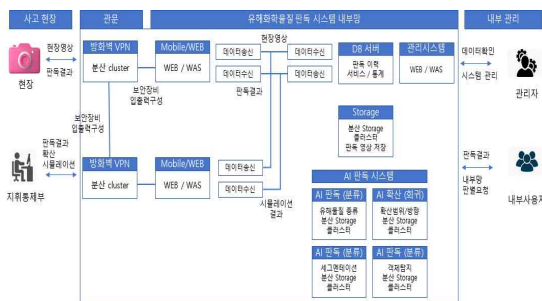 사고 현장
관문
유해화학물질 판독 시스템 내부망
내부 관리
현장영상
판독결과
현장
방화벽 VPN
분산 cluster
Mobile/WEB
WEB / WAS
데이터송신
데이터수신
현장영상
판독결과
데이터수신
데이터송신
데이터송신
데이터수신
DB 서버
판독 이력
서비스 / 통계
관리시스템
WEB / WAS
데이터확인
시스템 관리
관리자
보안장비
입출력구성
보안장비
입출력구성
Storage
분산 Storage
클러스터
판독 영상 저장
판독결과
확산
시뮬레이션
지휘통제부
방화벽 VPN
분산 cluster
Mobile/WEB
WEB / WAS
데이터송신
데이터수신
시뮬레이션
결과
판독결과
내부망
판별요청
내부사용자
AI 판독 시스템
AI 판독 (분류)
유해물질 종류
분산 Storage
클러스터
AI 확산 (회귀)
확산범위/방향
분산 Storage
클러스터
AI 판독 (분류)
세그멘테이션
분산 Storage
클러스터
AI 판독 (분류)
객체탐지
분산 Storage
클러스터